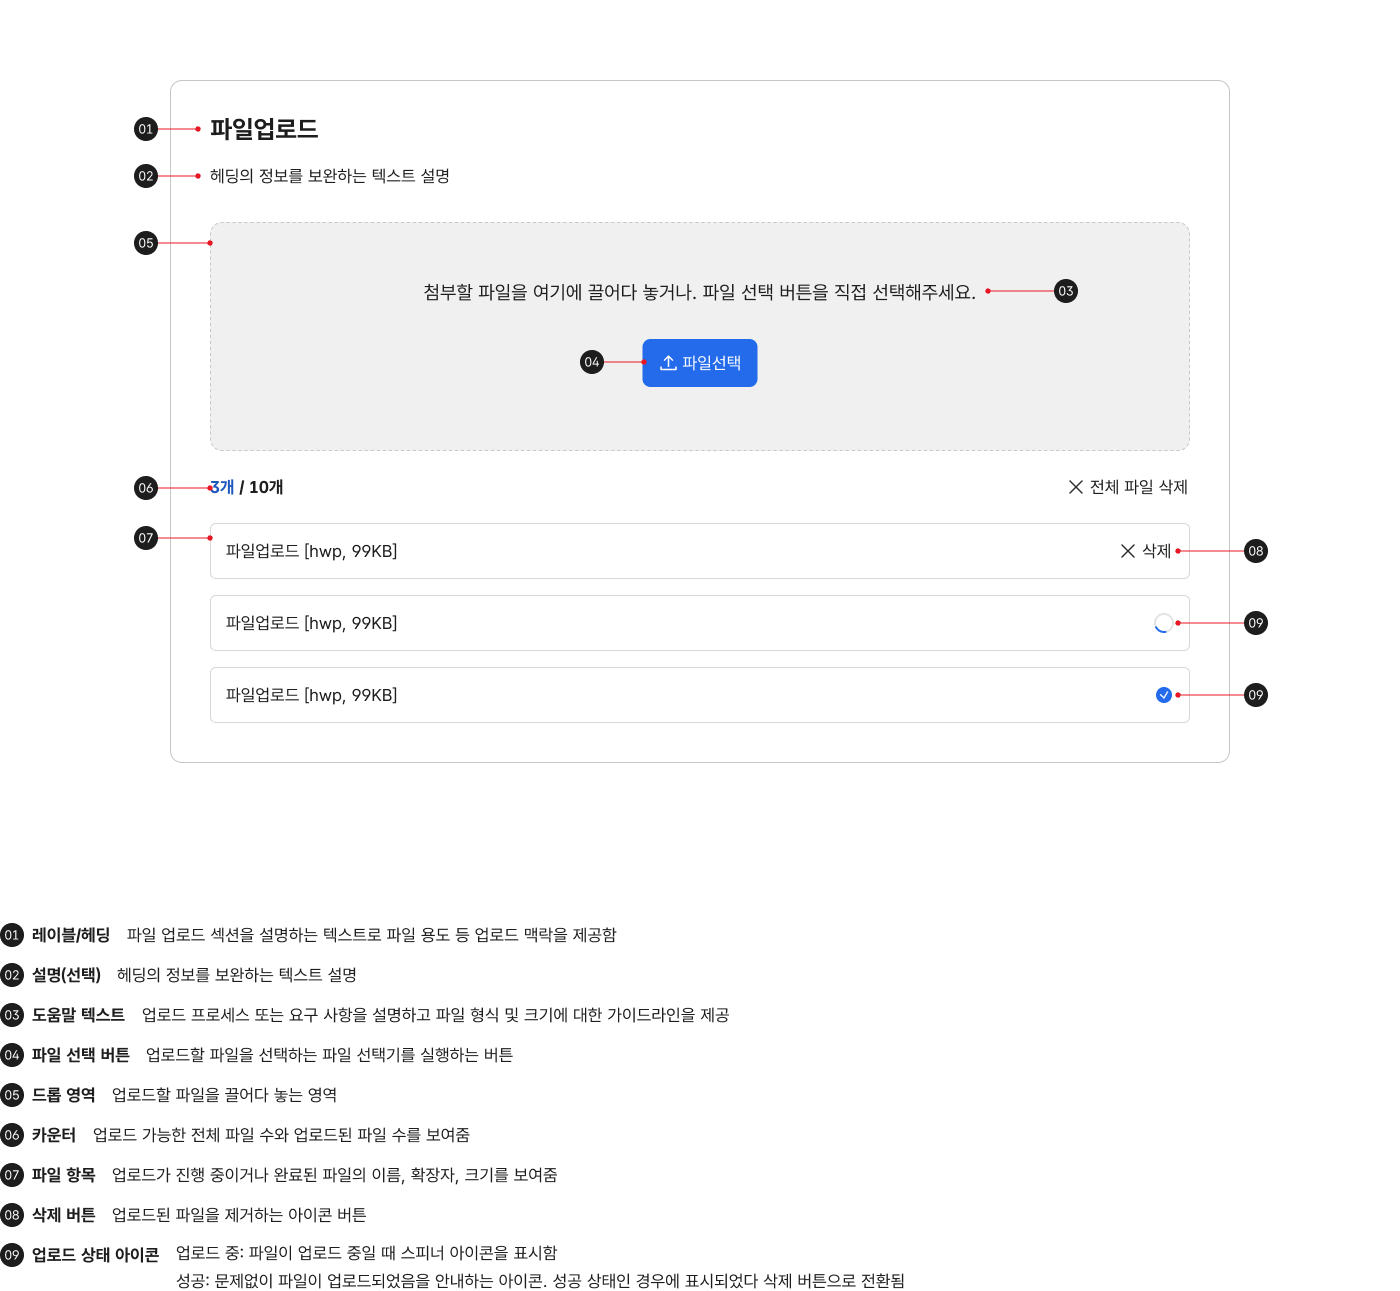 01 파일업로드
02 헤딩의 정보를 보완하는 텍스트 설명
05
첨부할 파일을 여기에 끌어다 놓거나. 파일 선택 버튼을 직접 선택해주세요. 03
04 파일선택
06 3개 / 10개 전체 파일 삭제
07
파일업로드 [hwp, 99KB] 삭제 08
파일업로드 [hwp, 99KB] 09
파일업로드 [hwp, 99KB] 09
01 레이블/헤딩 파일 업로드 섹션을 설명하는 텍스트로 파일 용도 등 업로드 맥락을 제공함
02 설명(선택) 헤딩의 정보를 보완하는 텍스트 설명
03 도움말 텍스트 업로드 프로세스 또는 요구 사항을 설명하고 파일 형식 및 크기에 대한 가이드라인을 제공
04 파일 선택 버튼 업로드할 파일을 선택하는 파일 선택기를 실행하는 버튼
05 드롭 영역 업로드할 파일을 끌어다 놓는 영역
06 카운터 업로드 가능한 전체 파일 수와 업로드된 파일 수를 보여줌
07 파일 항목 업로드가 진행 중이거나 완료된 파일의 이름, 확장자, 크기를 보여줌
08 삭제 버튼 업로드된 파일을 제거하는 아이콘 버튼
09 업로드 상태 아이콘 업로드 중: 파일이 업로드 중일 때 스피너 아이콘을 표시함
성공: 문제없이 파일이 업로드되었음을 안내하는 아이콘. 성공 상태인 경우에 표시되었다 삭제 버튼으로 전환됨